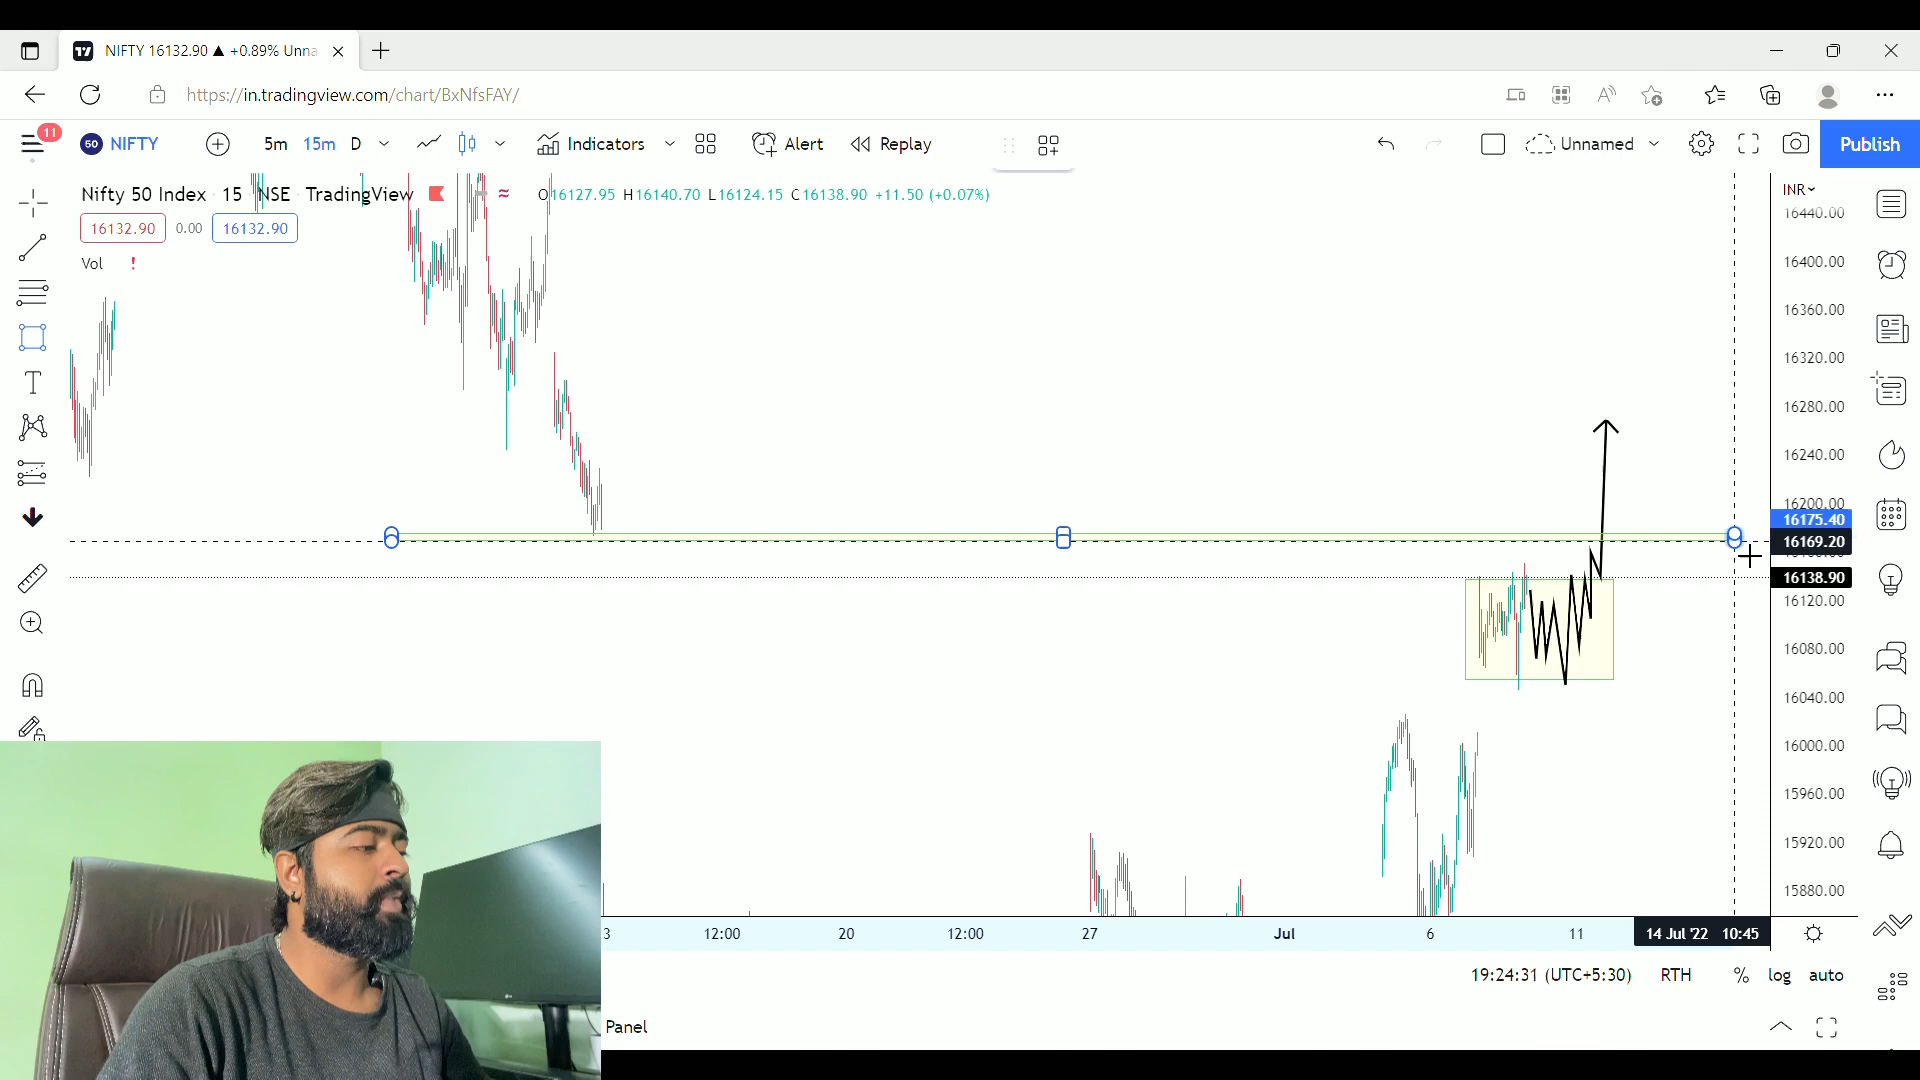 NIFTY 16132.90 ▲ +0.89% Unna
https://in.tradingview.com/chart/BxNfsFAY/
11
50 NIFTY 5m 15m D Indicators Alert Replay Unnamed Publish
Nifty 50 Index 15 NSE TradingView O16127.95 H16140.70 L16124.15 C16138.90 +11.50 (+0.07%)
16132.90 0.00 16132.90
Vol !
INR
16440.00
16400.00
16360.00
16320.00
16280.00
16240.00
16200.00
16175.40
16169.20
16138.90
16120.00
16080.00
16040.00
16000.00
15960.00
15920.00
15880.00
3 12:00 20 12:00 27 Jul 6 11 14 Jul '22 10:45
19:24:31 (UTC+5:30) RTH % log auto
Panel